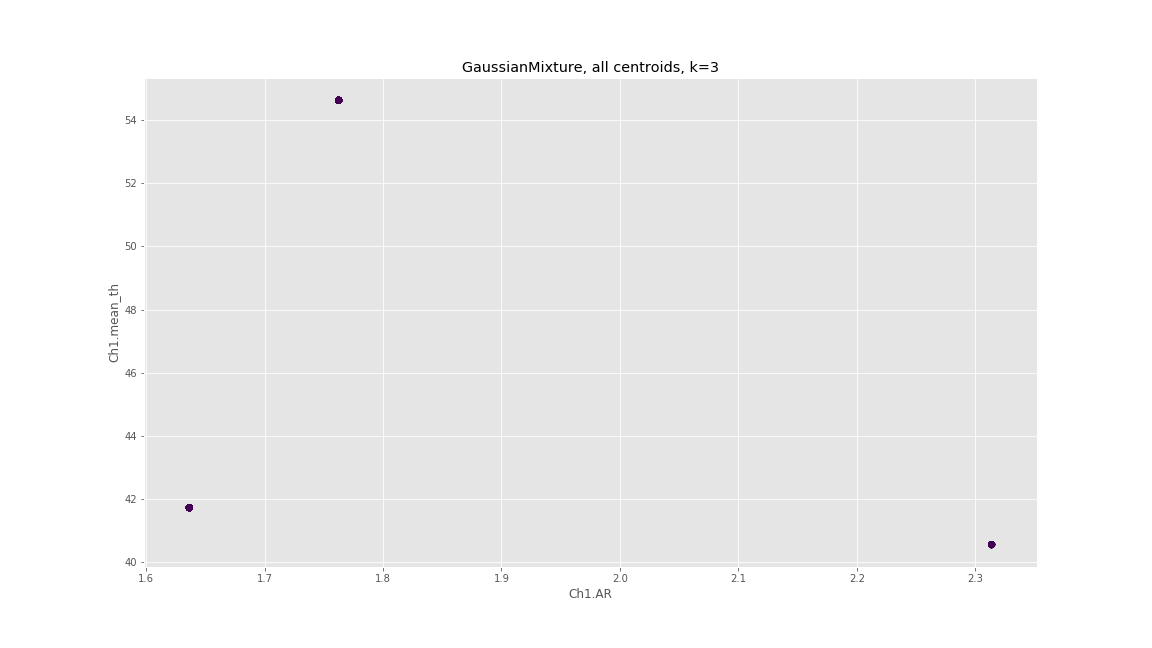 GaussianMixture, all centroids, k=3
Ch1.mean_th
54
52
50
48
46
44
42
40
1.6 1.7 1.8 1.9 2.0 2.1 2.2 2.3
Ch1.AR